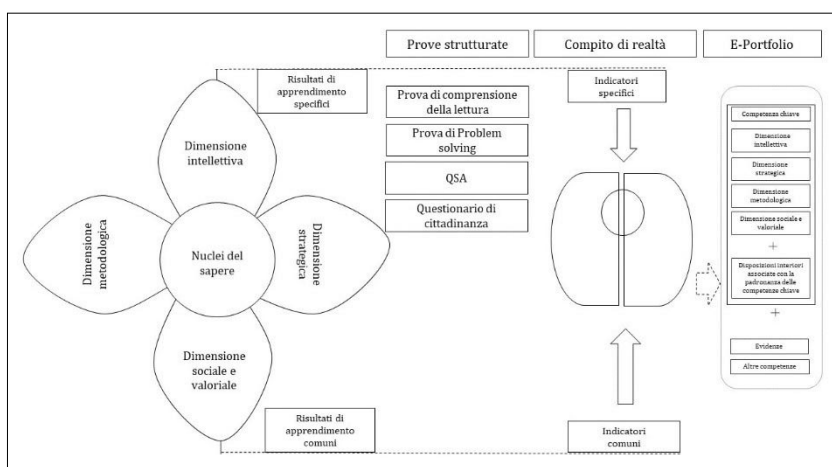 Prove strutturate
Compito di realtà
E-Portfolio
Risultati di
apprendimento
specifici
Indicatori
specifici
Prova di comprensione
della lettura
Prova di Problem
solving
QSA
Questionario di
cittadinanza
Dimensione
intellettiva
Dimensione
metodologica
Nuclei del
sapere
Dimensione
strategica
Dimensione
sociale e
valoriale
Risultati di
apprendimento
comuni
Indicatori
comuni
Competenze chiave
Dimensione
intellettiva
Dimensione
strategica
Dimensione
metodologica
Dimensione sociale e
valoriale
+
Disposizioni interiori
associate con la
padronanza delle
competenze chiave
+
Evidenze
Altre competenze